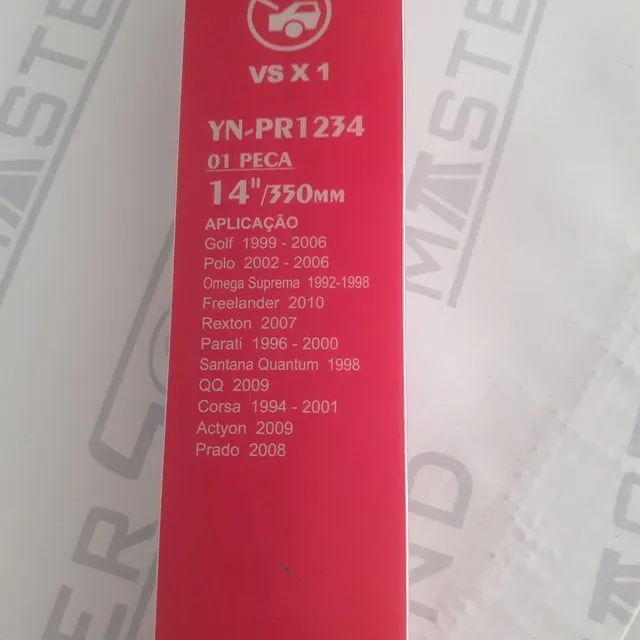 VS X 1
YN-PR1234
01 PECA
14"/350MM
APLICAÇÃO
Golf 1999 - 2006
Polo 2002 - 2006
Omega Suprema 1992-1998
Freelander 2010
Rexton 2007
Parati 1996 - 2000
Santana Quantum 1998
QQ 2009
Corsa 1994 - 2001
Actyon 2009
Prado 2008
MASTER